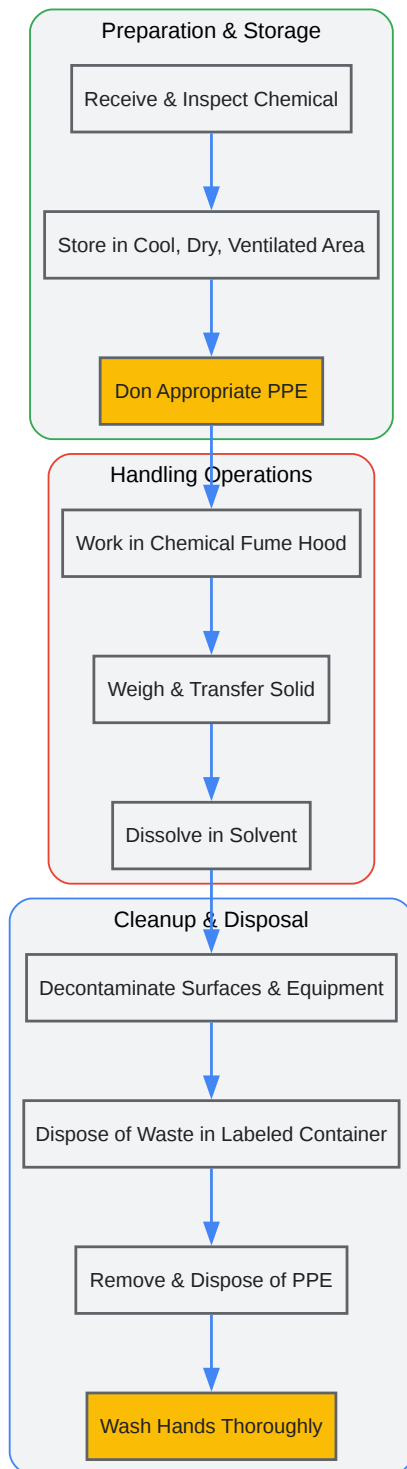 Preparation & Storage
Receive & Inspect Chemical
Store in Cool, Dry, Ventilated Area
Don Appropriate PPE
Handling Operations
Work in Chemical Fume Hood
Weigh & Transfer Solid
Dissolve in Solvent
Cleanup & Disposal
Decontaminate Surfaces & Equipment
Dispose of Waste in Labeled Container
Remove & Dispose of PPE
Wash Hands Thoroughly